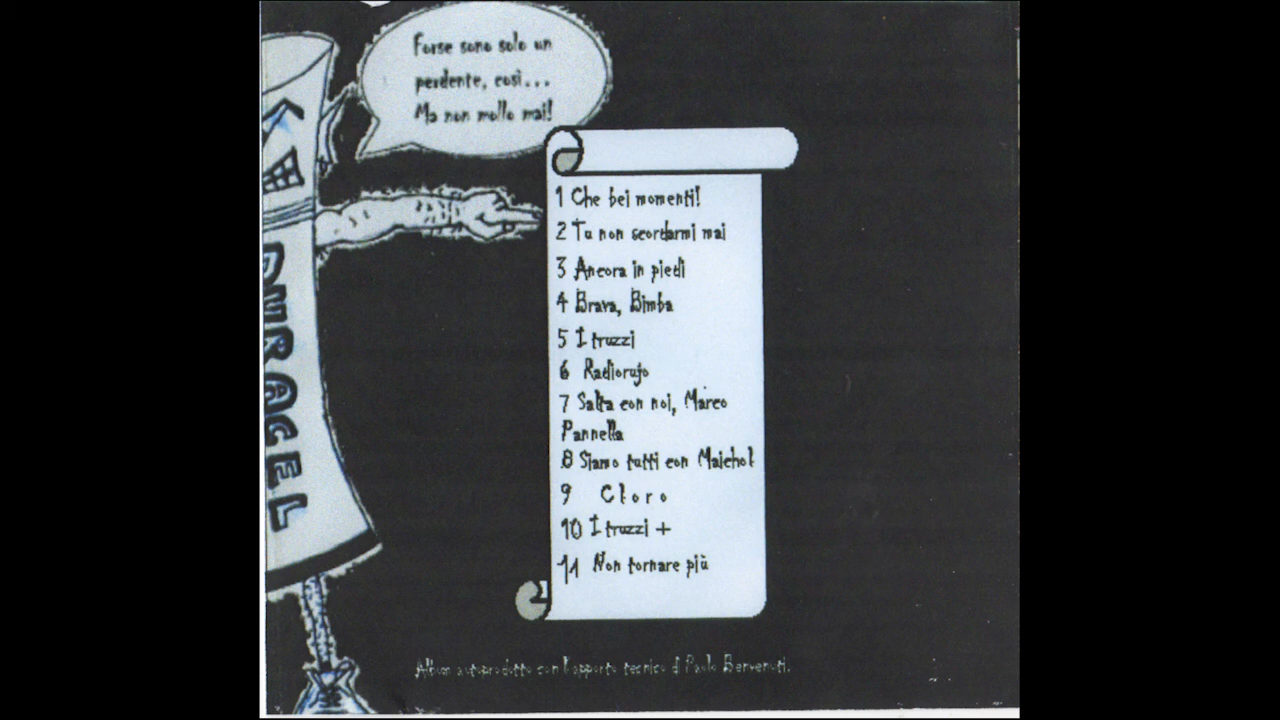 Forse sono solo un
perdente, così...
Ma non mollo mai!
DURACEL
1 Che bei momenti!
2 Tu non scordarmi mai
3 Ancora in piedi
4 Brava, Bimba
5 I truzzi
6 Radiorujo
7 Salta con noi, Marco
Pannella
8 Siamo tutti con Maichol
9 Cloro
10 I truzzi +
11 Non tornare più
Album autoprodotto con l'apporto tecnico di Paolo Benvenuti.